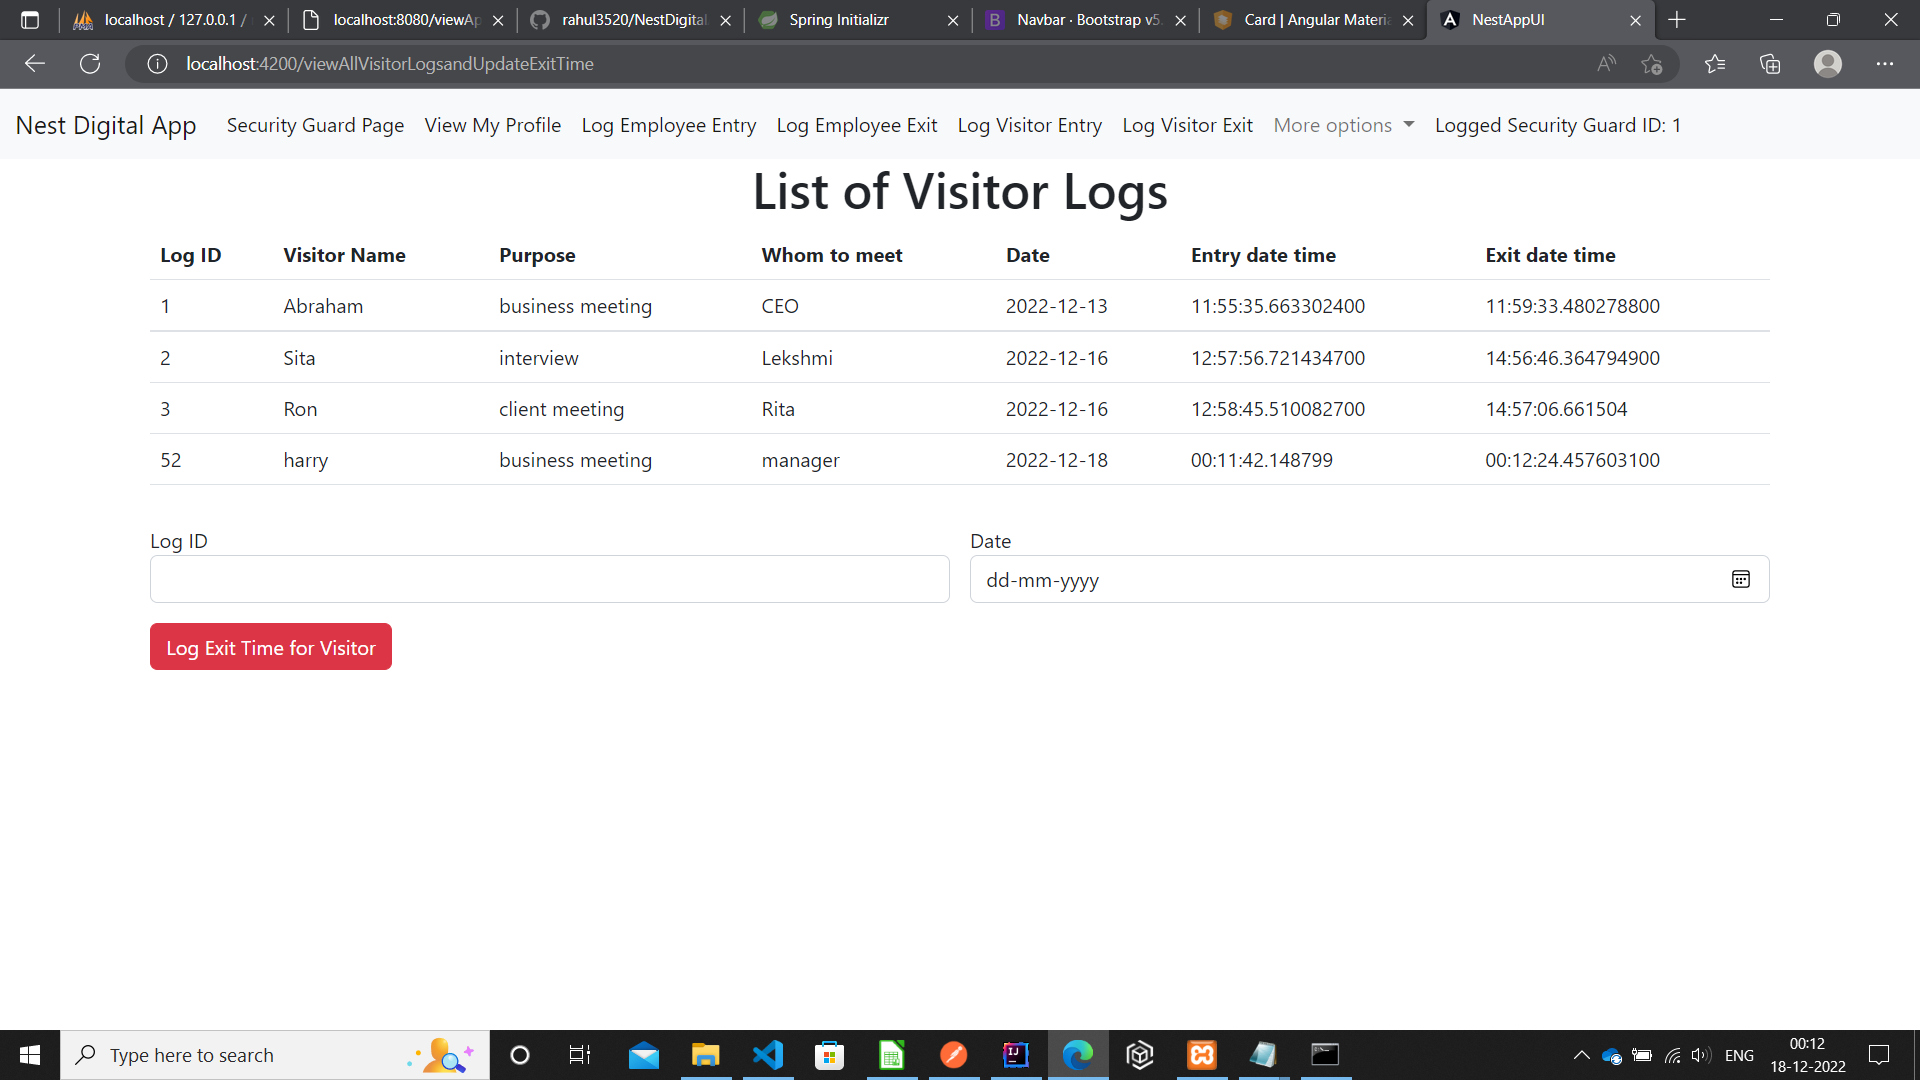 localhost / 127.0.0.1 /
localhost:8080/viewAp
rahul3520/NestDigital
Spring Initializr
Navbar · Bootstrap v5.
Card | Angular Materia
NestAppUI
localhost:4200/viewAllVisitorLogsandUpdateExitTime
Nest Digital App Security Guard Page View My Profile Log Employee Entry Log Employee Exit Log Visitor Entry Log Visitor Exit More options Logged Security Guard ID: 1
List of Visitor Logs
Log ID Visitor Name Purpose Whom to meet Date Entry date time Exit date time
1 Abraham business meeting CEO 2022-12-13 11:55:35.663302400 11:59:33.480278800
2 Sita interview Lekshmi 2022-12-16 12:57:56.721434700 14:56:46.364794900
3 Ron client meeting Rita 2022-12-16 12:58:45.510082700 14:57:06.661504
52 harry business meeting manager 2022-12-18 00:11:42.148799 00:12:24.457603100
Log ID Date
dd-mm-yyyy
Log Exit Time for Visitor
Type here to search
ENG
00:12
18-12-2022